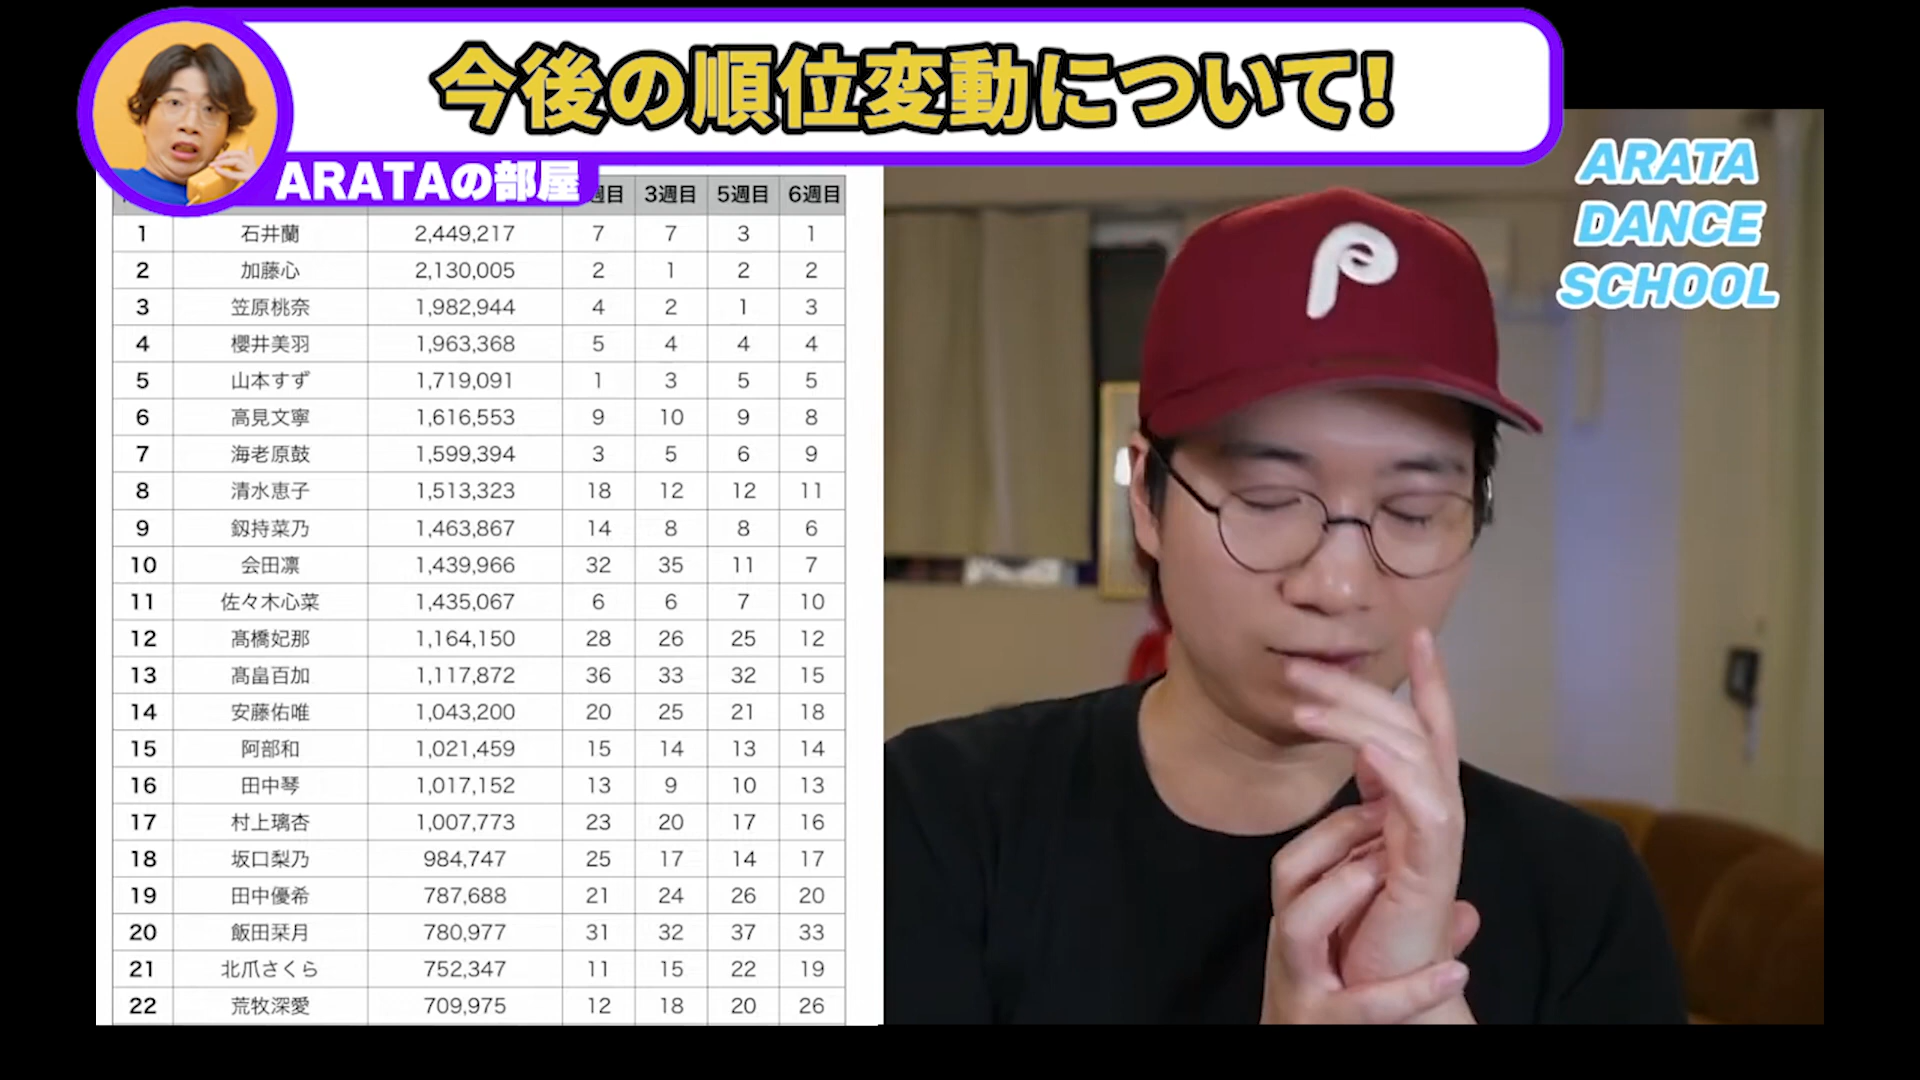 今後の順位変動について!
ARATAの部屋
ARATA
DANCE
SCHOOL
P
週目 3週目 5週目 6週目
1 石井蘭 2,449,217 7 7 3 1
2 加藤心 2,130,005 2 1 2 2
3 笠原桃奈 1,982,944 4 2 1 3
4 櫻井美羽 1,963,368 5 4 4 4
5 山本すず 1,719,091 1 3 5 5
6 高見文寧 1,616,553 9 10 9 8
7 海老原鼓 1,599,394 3 5 6 9
8 清水恵子 1,513,323 18 12 12 11
9 釼持菜乃 1,463,867 14 8 8 6
10 会田凛 1,439,966 32 35 11 7
11 佐々木心菜 1,435,067 6 6 7 10
12 髙橋妃那 1,164,150 28 26 25 12
13 髙畠百加 1,117,872 36 33 32 15
14 安藤佑唯 1,043,200 20 25 21 18
15 阿部和 1,021,459 15 14 13 14
16 田中琴 1,017,152 13 9 10 13
17 村上璃杏 1,007,773 23 20 17 16
18 坂口梨乃 984,747 25 17 14 17
19 田中優希 787,688 21 24 26 20
20 飯田栞月 780,977 31 32 37 33
21 北爪さくら 752,347 11 15 22 19
22 荒牧深愛 709,975 12 18 20 26